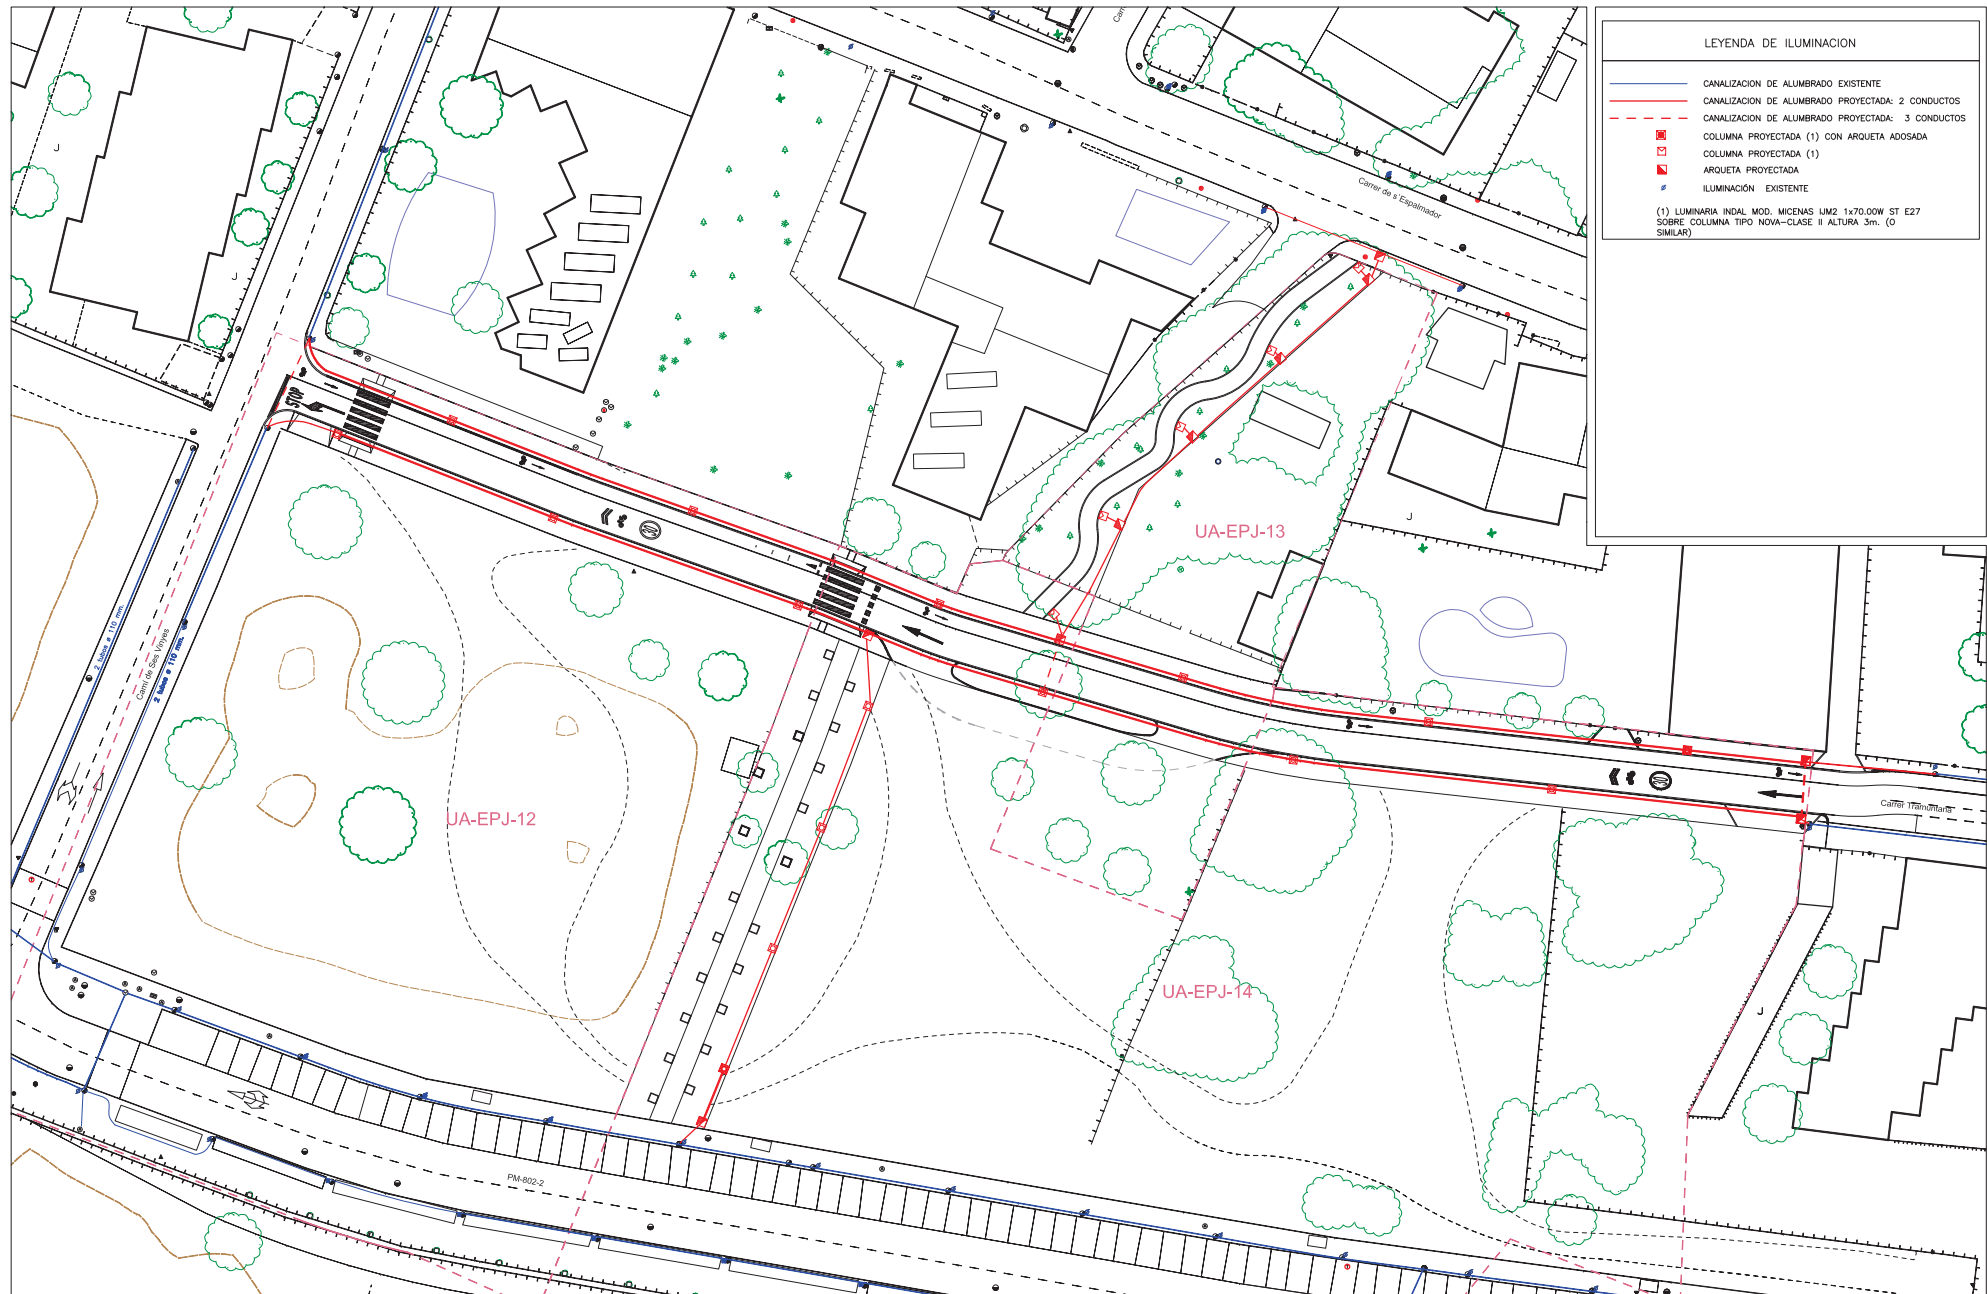 LEYENDA DE ILUMINACION
CANALIZACION DE ALUMBRADO EXISTENTE
CANALIZACION DE ALUMBRADO PROYECTADA: 2 CONDUCTOS
CANALIZACION DE ALUMBRADO PROYECTADA: 3 CONDUCTOS
COLUMNA PROYECTADA (1) CON ARQUETA ADOSADA
COLUMNA PROYECTADA (1)
ARQUETA PROYECTADA
ILUMINACIÓN EXISTENTE
(1) LUMINARIA INDAL MOD. MICENAS IJM2 1x70.00W ST E27
SOBRE COLUMNA TIPO NOVA-CLASE II ALTURA 3m. (O
SIMILAR)
Carrer de s'Espalmador
STOP
UA-EPJ-13
2 tubos ø 110 mm.
Camí de Ses Vinyes
2 tubos ø 110 mm.
UA-EPJ-12
Carrer Tramuntana
UA-EPJ-14
PM-802-2
J
J
J
J